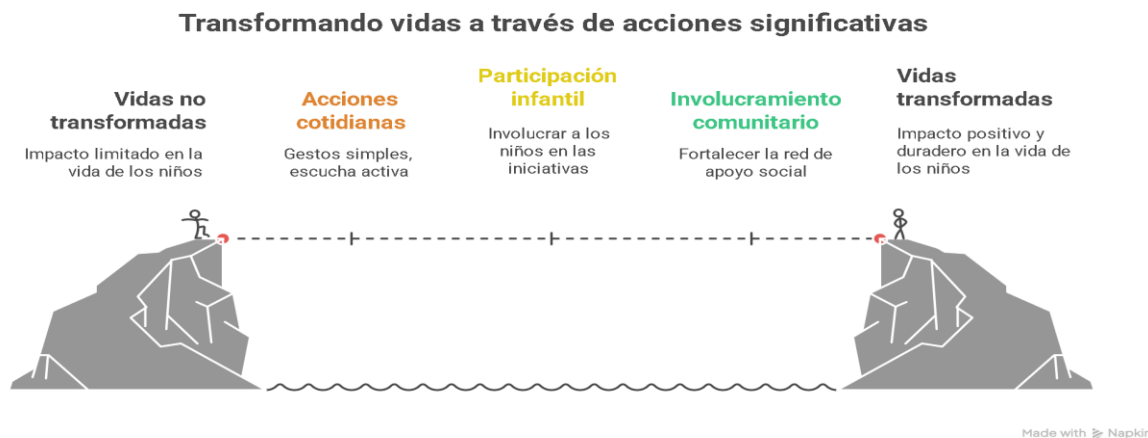 Transformando vidas a través de acciones significativas
Vidas no
transformadas
Impacto limitado en la
vida de los niños
Acciones
cotidianas
Gestos simples,
escucha activa
Participación
infantil
Involucrar a los
niños en las
iniciativas
Involucramiento
comunitario
Fortalecer la red de
apoyo social
Vidas
transformadas
Impacto positivo y
duradero en la vida de
los niños
Made with Napkin